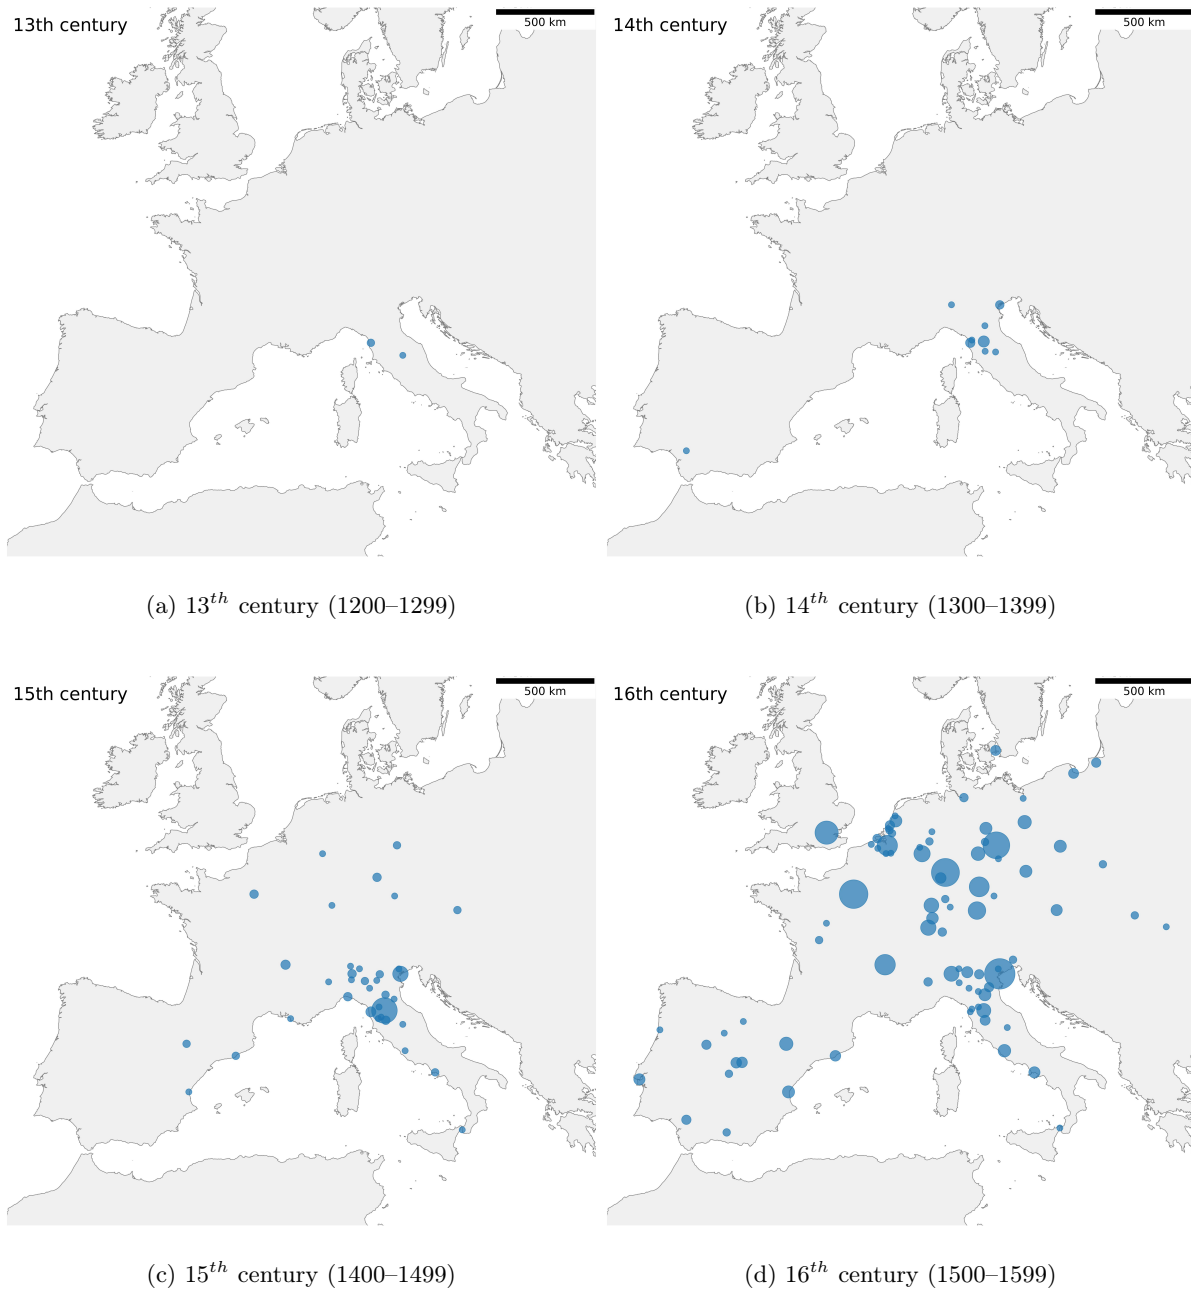 13th century
500 km
14th century
500 km
(a) 13th century (1200–1299)
(b) 14th century (1300–1399)
15th century
500 km
16th century
500 km
(c) 15th century (1400–1499)
(d) 16th century (1500–1599)